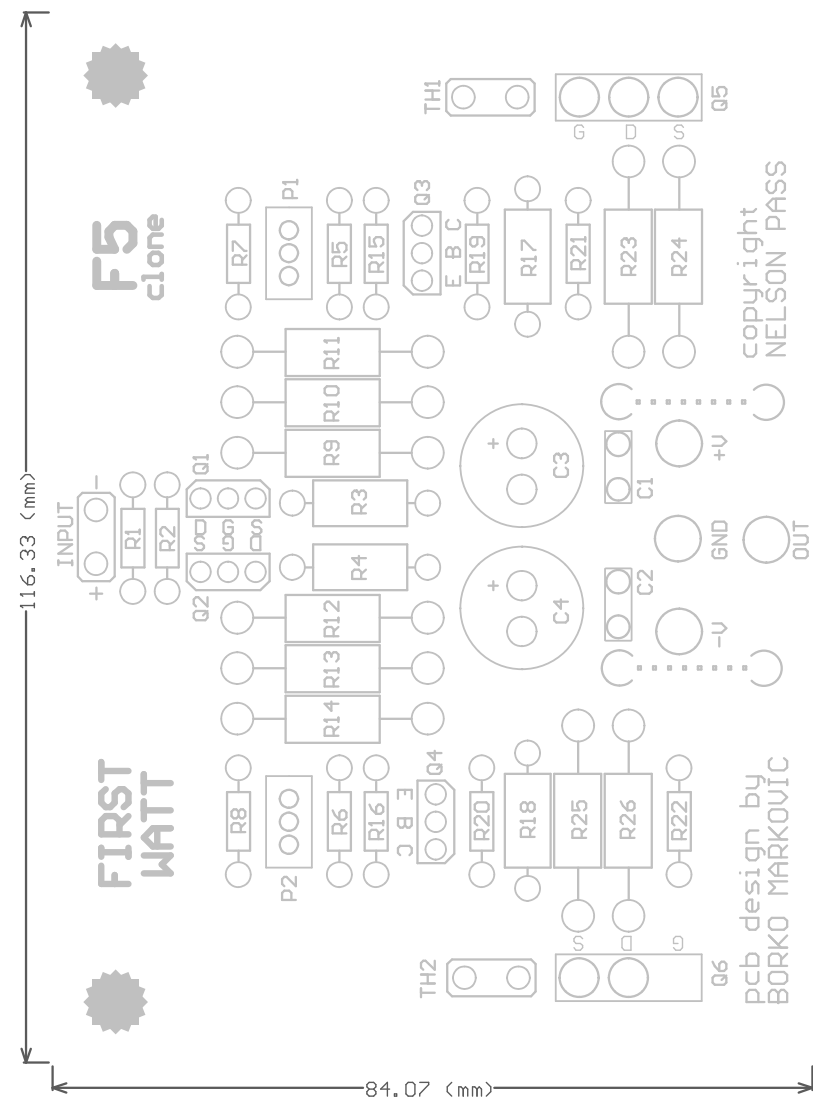 TH1
Q5
G D S
P1
Q3
F5
clone
R7
R5
R15
E B C
R19
R17
R21
R23
R24
copyright
NELSON PASS
R11
R10
R9
+
C3
C1
+V
Q1
-
INPUT
+
R1
R2
D G S
S G D
Q2
R3
R4
GND
OUT
116.33 (mm)
+
C4
C2
-V
R12
R13
R14
Q4
FIRST
WATT
R8
R6
R16
E B C
R20
R18
R25
R26
R22
P2
pcb design by
BORKO MARKOVIĆ
S D G
TH2
Q6
84.07 (mm)